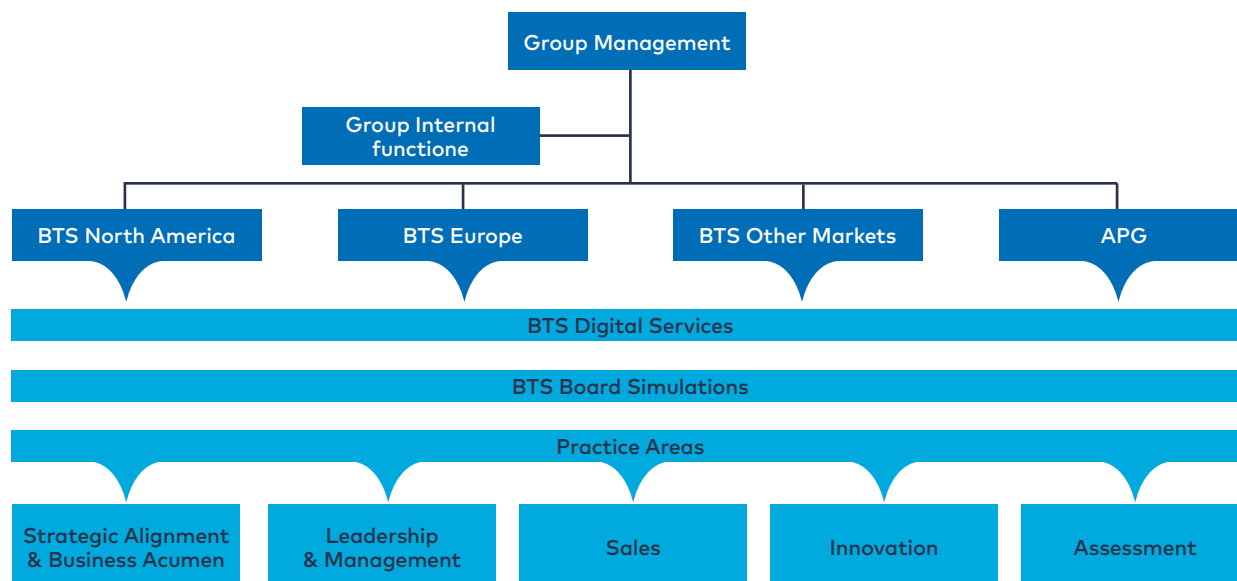 Group Management
Group Internal
functione
BTS North America
BTS Europe
BTS Other Markets
APG
BTS Digital Services
BTS Board Simulations
Practice Areas
Strategic Alignment
& Business Acumen
Leadership
& Management
Sales
Innovation
Assessment